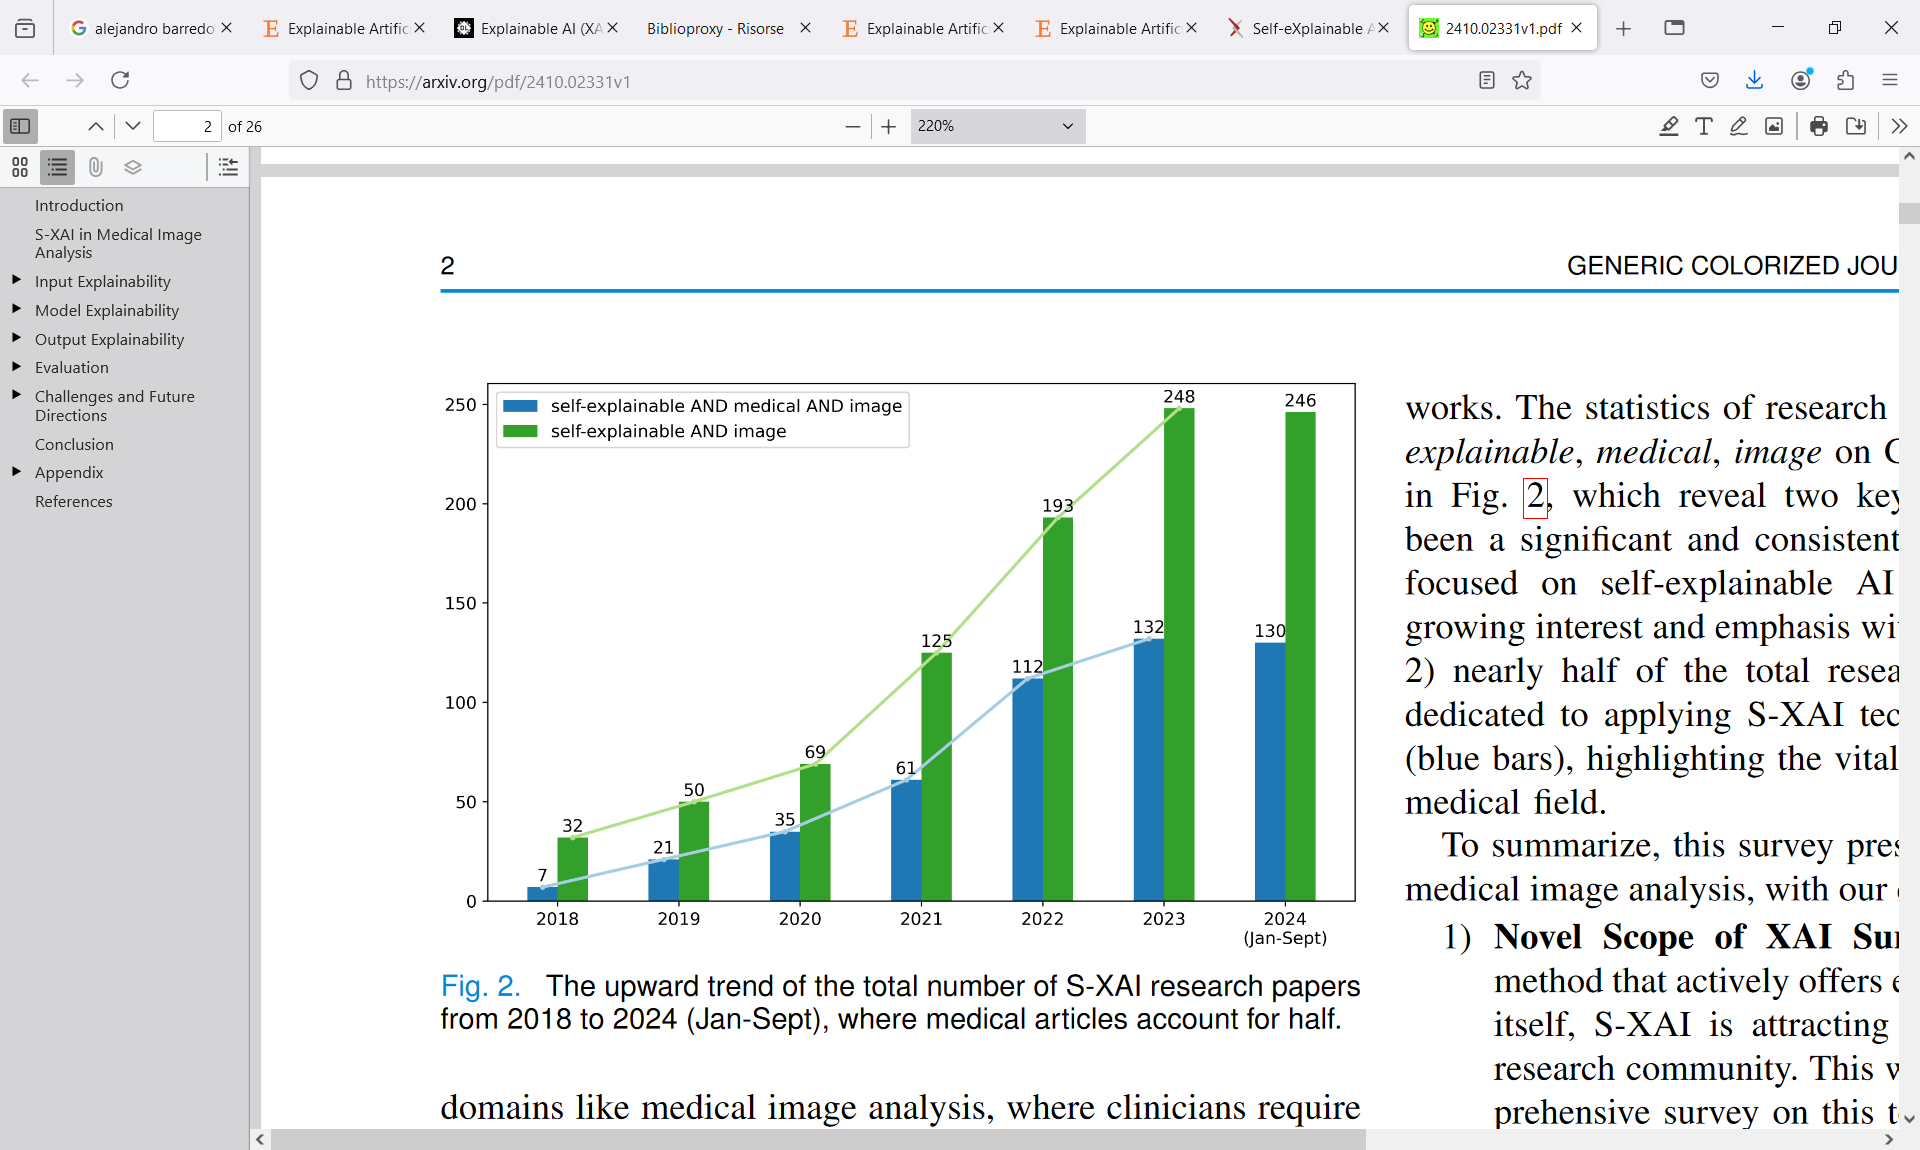 alejandro barredo
Explainable Artific
Explainable AI (XA
Biblioproxy - Risorse
Explainable Artific
Explainable Artific
Self-eXplainable A
2410.02331v1.pdf
https://arxiv.org/pdf/2410.02331v1
2 of 26
220%
Introduction
S-XAI in Medical Image
Analysis
Input Explainability
Model Explainability
Output Explainability
Evaluation
Challenges and Future
Directions
Conclusion
Appendix
References
2
GENERIC COLORIZED JOU
250
200
150
100
50
0
self-explainable AND medical AND image
self-explainable AND image
7
32
21
50
35
69
61
125
112
193
132
248
130
246
2018
2019
2020
2021
2022
2023
2024
(Jan-Sept)
Fig. 2. The upward trend of the total number of S-XAI research papers
from 2018 to 2024 (Jan-Sept), where medical articles account for half.
domains like medical image analysis, where clinicians require
works. The statistics of research
explainable, medical, image on
in Fig. 2, which reveal two key
been a significant and consistent
focused on self-explainable AI
growing interest and emphasis wi
2) nearly half of the total resea
dedicated to applying S-XAI tec
(blue bars), highlighting the vital
medical field.
To summarize, this survey pres
medical image analysis, with our
1) Novel Scope of XAI Sur
method that actively offers e
itself, S-XAI is attracting
research community. This w
prehensive survey on this t